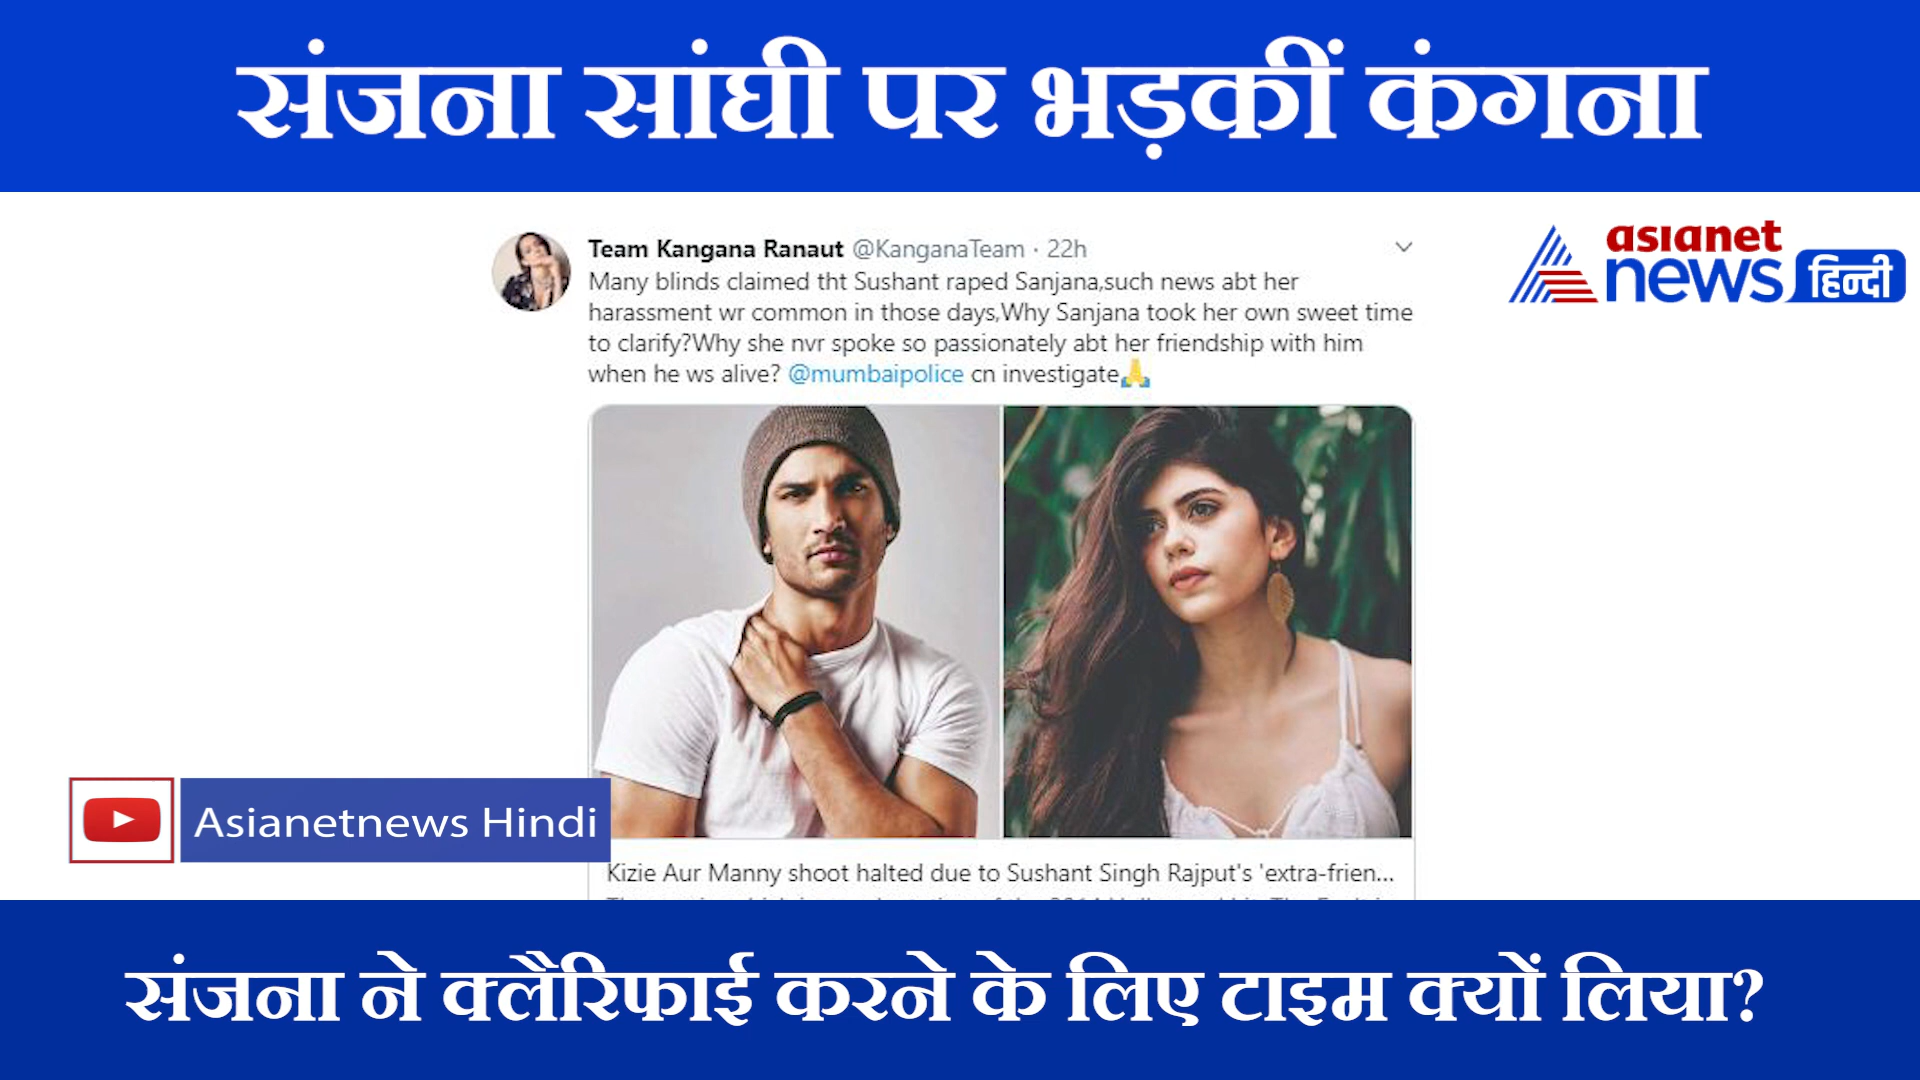 संजना सांघी पर भड़कीं कंगना
asıanet
news हिन्दी
Team Kangana Ranaut @KanganaTeam · 22h
Many blinds claimed tht Sushant raped Sanjana,such news abt her
harassment wr common in those days,Why Sanjana took her own sweet time
to clarify?Why she nvr spoke so passionately abt her friendship with him
when he ws alive? @mumbaipolice cn investigate🙏
Asianetnews Hindi
Kizie Aur Manny shoot halted due to Sushant Singh Rajput's 'extra-frien...
संजना ने क्लैरिफाई करने के लिए टाइम क्यों लिया?